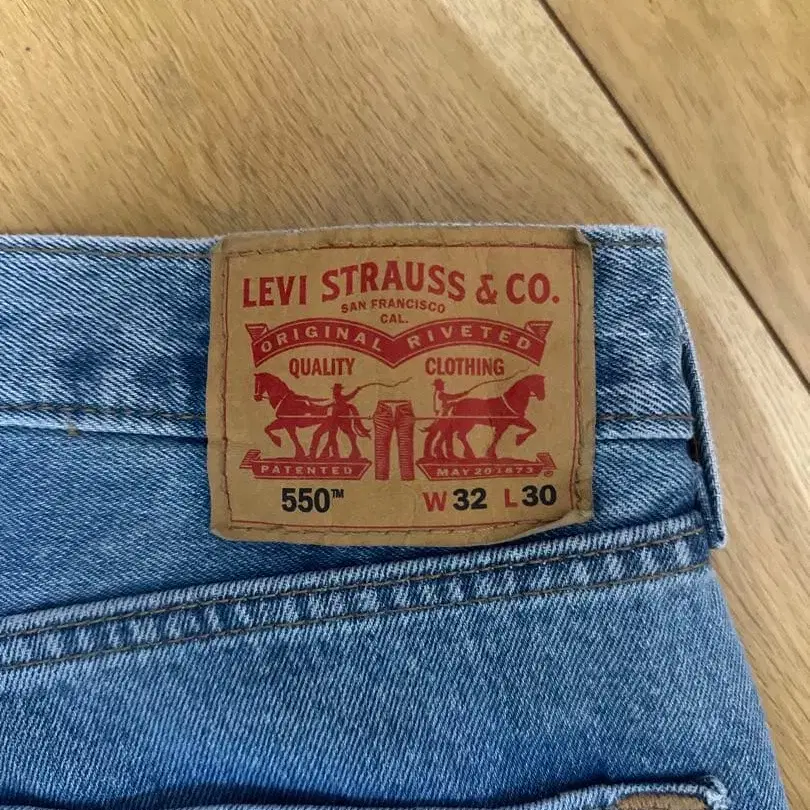 LEVI STRAUSS & CO.
SAN FRANCISCO
CAL.
ORIGINAL RIVETED
QUALITY CLOTHING
PATENTED MAY 20 1873 ®
550™ W 32 L 30